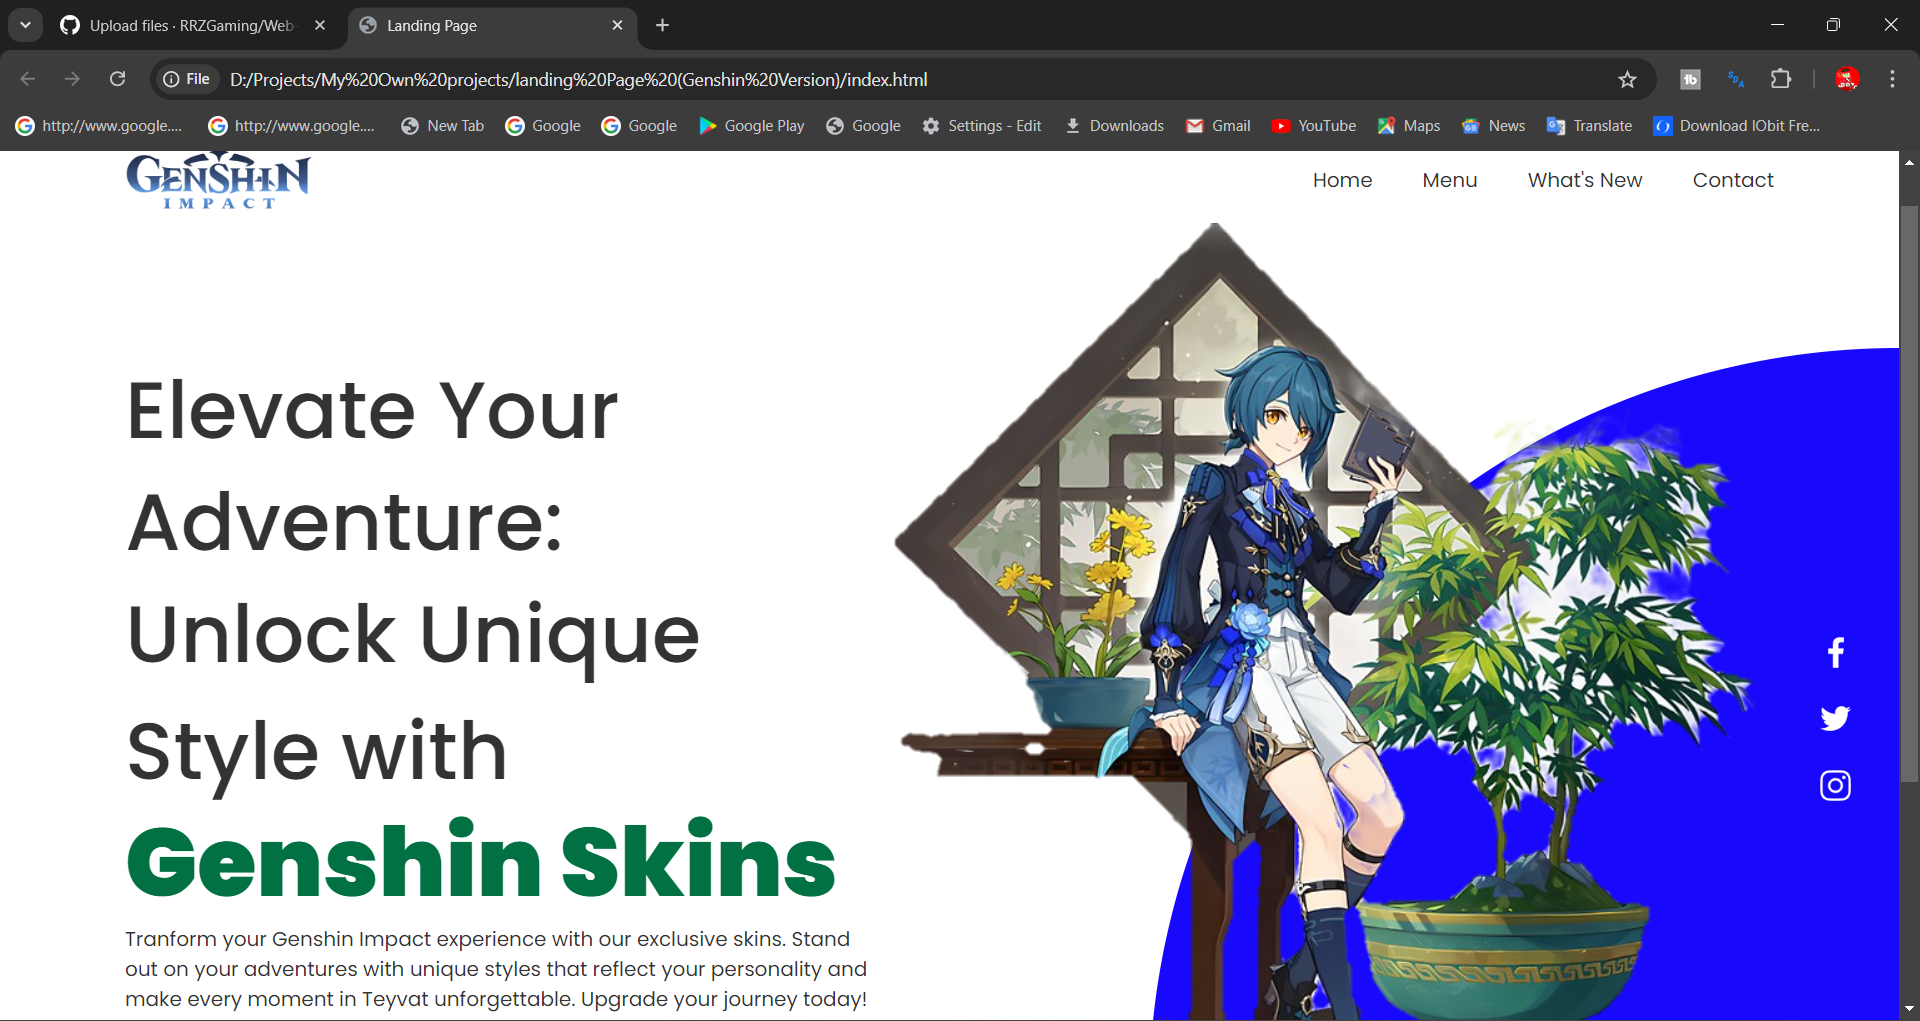 Upload files · RRZGaming/Web-
Landing Page
File
D:/Projects/My%20Own%20projects/landing%20Page%20(Genshin%20Version)/index.html
http://www.google....
http://www.google....
New Tab
Google
Google
Google Play
Google
Settings - Edit
Downloads
Gmail
YouTube
Maps
News
Translate
Download IObit Fre...
GENSHIN
IMPACT
Home
Menu
What's New
Contact
Elevate Your
Adventure:
Unlock Unique
Style with
Genshin Skins
Tranform your Genshin Impact experience with our exclusive skins. Stand
out on your adventures with unique styles that reflect your personality and
make every moment in Teyvat unforgettable. Upgrade your journey today!